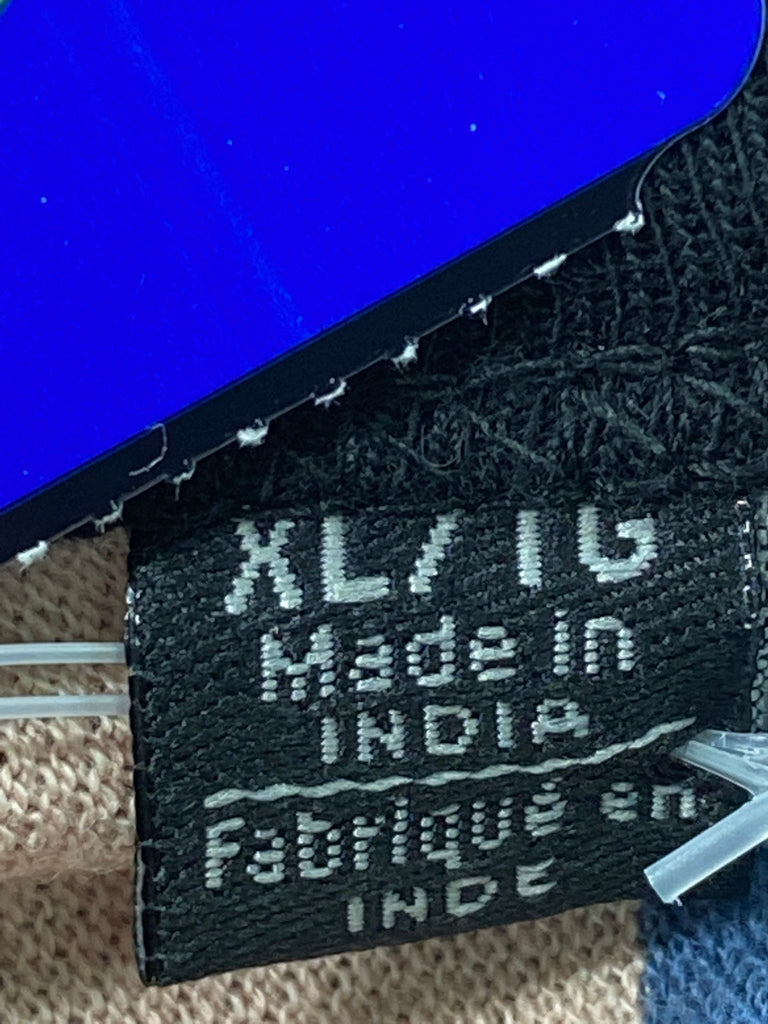 XL/TG
Made in
INDIA
Fabriqué en
INDE